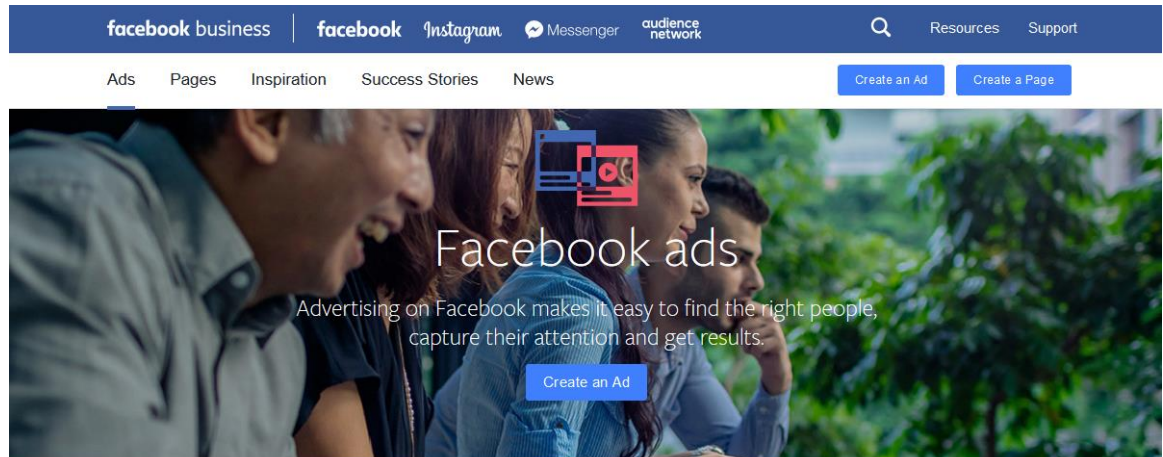 facebook business facebook Instagram Messenger audience network Resources Support
Ads Pages Inspiration Success Stories News Create an Ad Create a Page
Facebook ads
Advertising on Facebook makes it easy to find the right people,
capture their attention and get results.
Create an Ad